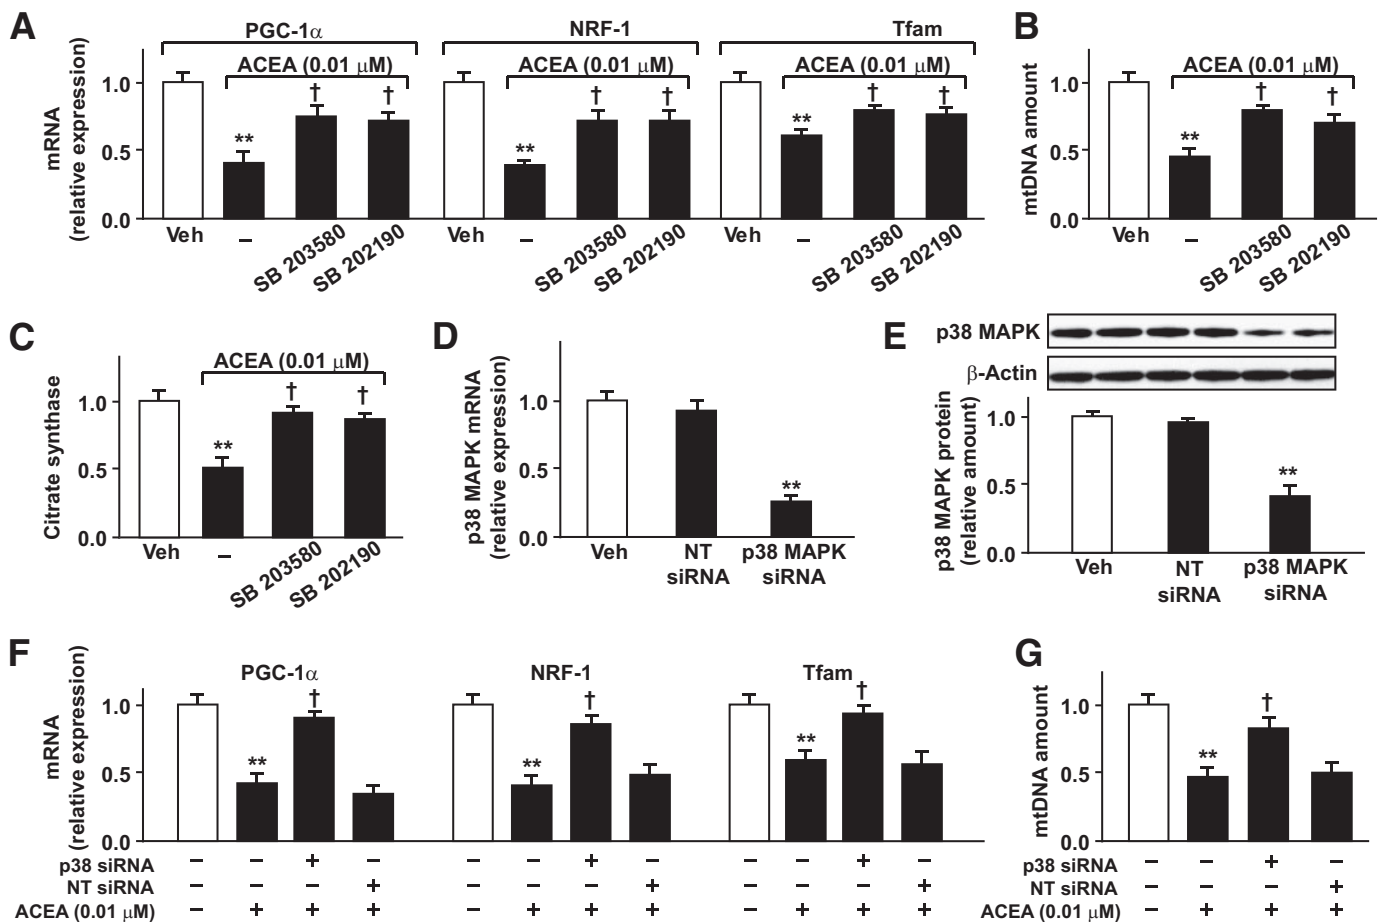 A
PGC-1α
NRF-1
Tfam
ACEA (0.01 μM)
ACEA (0.01 μM)
ACEA (0.01 μM)
mRNA
(relative expression)
1.0
0.5
0.0
**
†
†
**
†
†
**
†
†
Veh
–
SB 203580
SB 202190
Veh
–
SB 203580
SB 202190
Veh
–
SB 203580
SB 202190
B
ACEA (0.01 μM)
mtDNA amount
1.0
0.5
0.0
**
†
†
Veh
–
SB 203580
SB 202190
C
ACEA (0.01 μM)
Citrate synthase
1.0
0.5
0.0
**
†
†
Veh
–
SB 203580
SB 202190
D
p38 MAPK mRNA
(relative expression)
1.0
0.5
0.0
**
Veh
NT
siRNA
p38 MAPK
siRNA
E
p38 MAPK
β-Actin
p38 MAPK protein
(relative amount)
1.0
0.5
0.0
**
Veh
NT
siRNA
p38 MAPK
siRNA
F
PGC-1α
NRF-1
Tfam
mRNA
(relative expression)
1.0
0.5
0.0
**
†
**
†
**
†
p38 siRNA – – + – – – + – – – + –
NT siRNA – – – + – – – + – – – +
ACEA (0.01 μM) – + + + – + + + – + + +
G
mtDNA amount
1.0
0.5
0.0
**
†
p38 siRNA – – + –
NT siRNA – – – +
ACEA (0.01 μM) – + + +